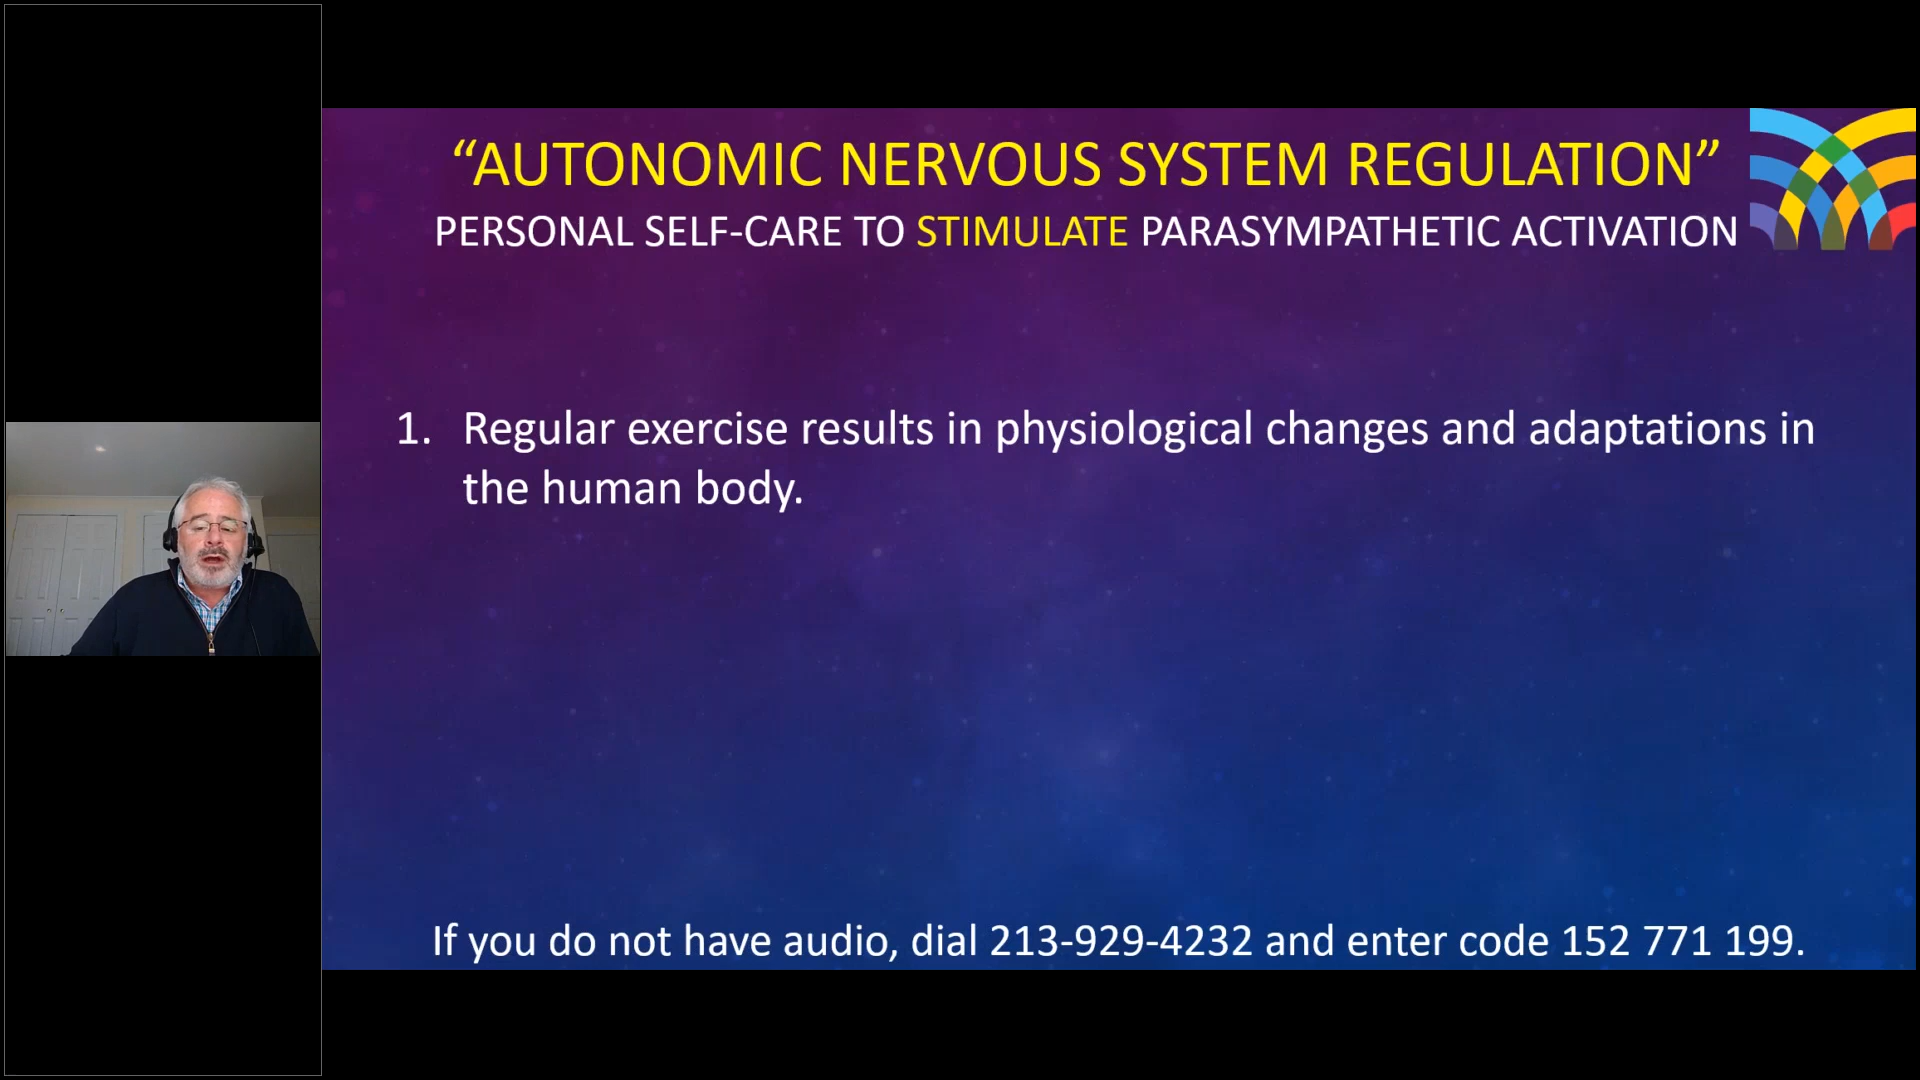 “AUTONOMIC NERVOUS SYSTEM REGULATION”
PERSONAL SELF-CARE TO STIMULATE PARASYMPATHETIC ACTIVATION
1. Regular exercise results in physiological changes and adaptations in
the human body.
If you do not have audio, dial 213-929-4232 and enter code 152 771 199.